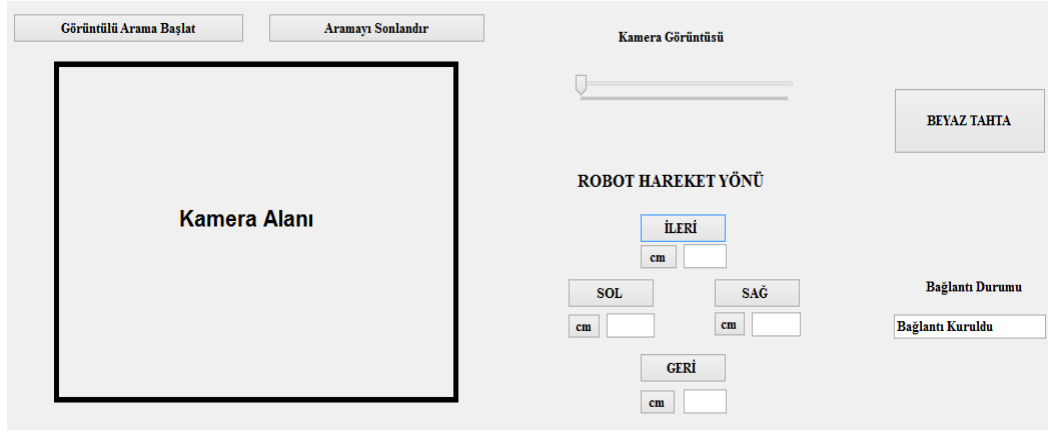 Görüntülü Arama Başlat
Aramayı Sonlandır
Kamera Görüntüsü
BEYAZ TAHTA
Kamera Alanı
ROBOT HAREKET YÖNÜ
İLERİ
cm
SOL
SAĞ
cm
cm
GERİ
cm
Bağlantı Durumu
Bağlantı Kuruldu